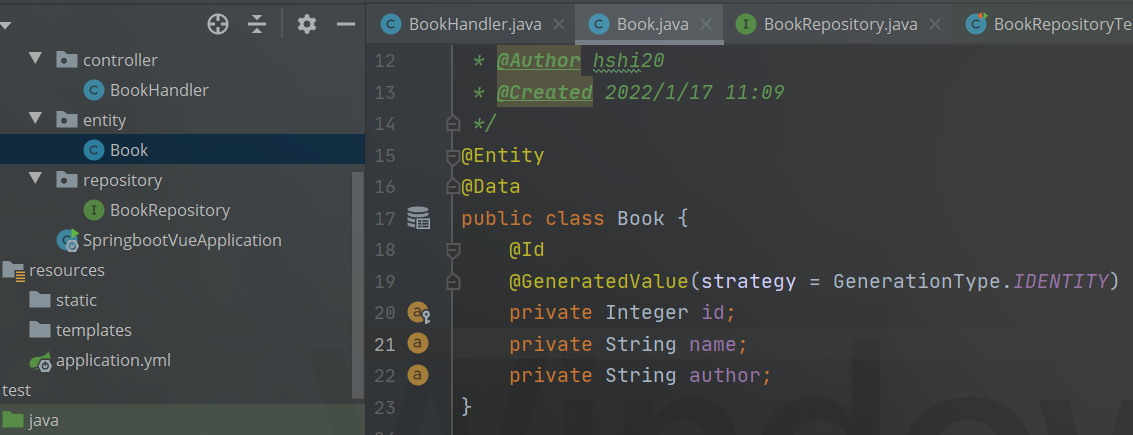 BookHandler.java
Book.java
BookRepository.java
BookRepositoryTe
controller
BookHandler
entity
Book
repository
BookRepository
SpringbootVueApplication
resources
static
templates
application.yml
test
java
12 * @Author hshi20
13 * @Created 2022/1/17 11:09
14 */
15 @Entity
16 @Data
17 public class Book {
18 @Id
19 @GeneratedValue(strategy = GenerationType.IDENTITY)
20 private Integer id;
21 private String name;
22 private String author;
23 }